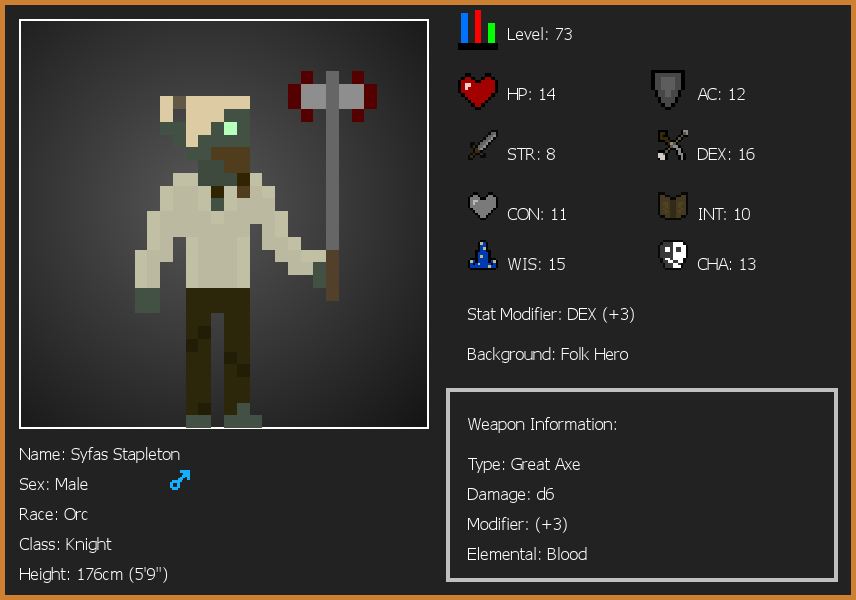 Level: 73
HP: 14
AC: 12
STR: 8
DEX: 16
CON: 11
INT: 10
WIS: 15
CHA: 13
Stat Modifier: DEX (+3)
Background: Folk Hero
Weapon Information:
Type: Great Axe
Damage: d6
Modifier: (+3)
Elemental: Blood
Name: Syfas Stapleton
Sex: Male
Race: Orc
Class: Knight
Height: 176cm (5'9")